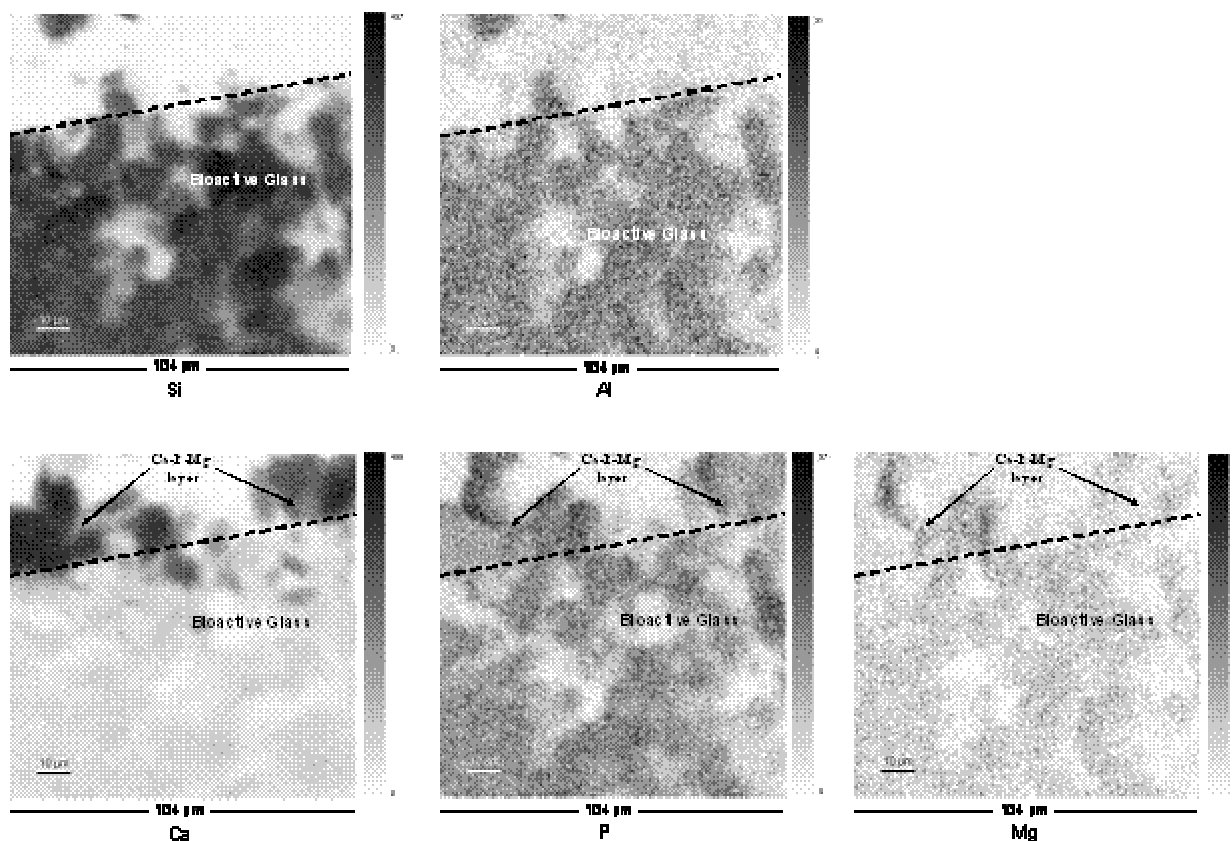 Bioactive Glass
10 µm
104 µm
Si
Bioactive Glass
104 µm
Al
Ca-P-Mg
layer
Bioactive Glass
10 µm
104 µm
Ca
Ca-P-Mg
layer
Bioactive Glass
104 µm
P
Ca-P-Mg
layer
Bioactive Glass
10 µm
104 µm
Mg